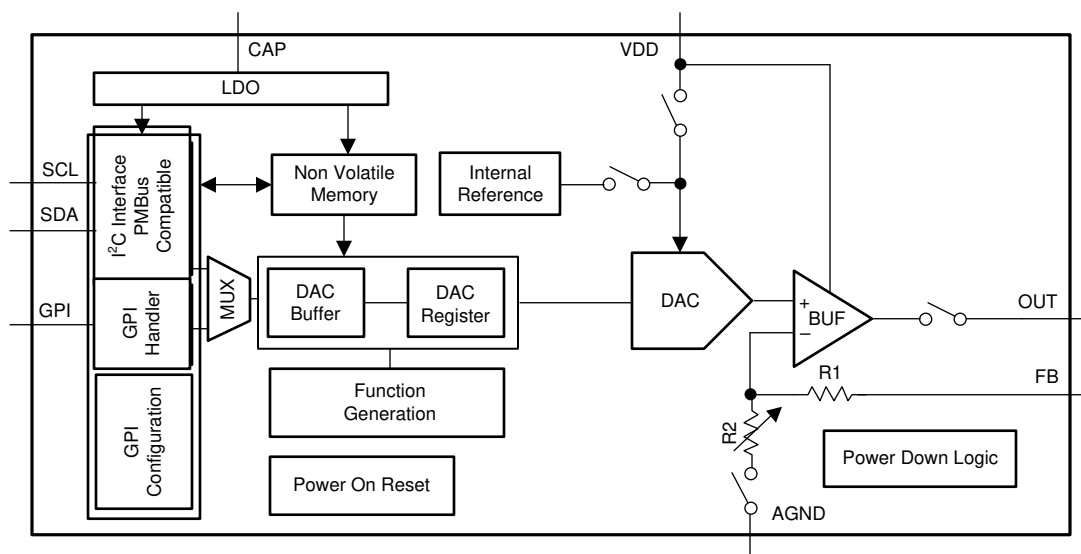 CAP
VDD
LDO
SCL
SDA
GPI
I²C Interface
PMBus
Compatible
Non Volatile
Memory
Internal
Reference
GPI
Handler
MUX
DAC
Buffer
DAC
Register
DAC
+
BUF
−
OUT
R1
FB
R2
Function
Generation
GPI
Configuration
Power On Reset
Power Down Logic
AGND